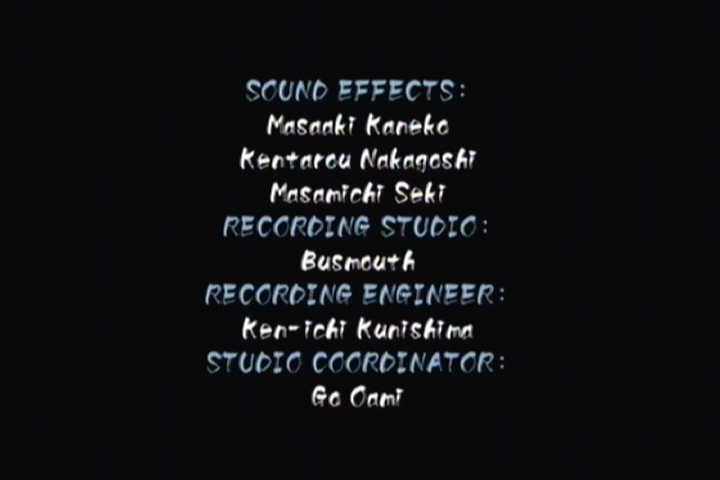 SOUND EFFECTS:
Masaaki Kaneko
Kentarou Nakagoshi
Masamichi Seki
RECORDING STUDIO:
Busmouth
RECORDING ENGINEER:
Ken-ichi Kunishima
STUDIO COORDINATOR:
Go Oami